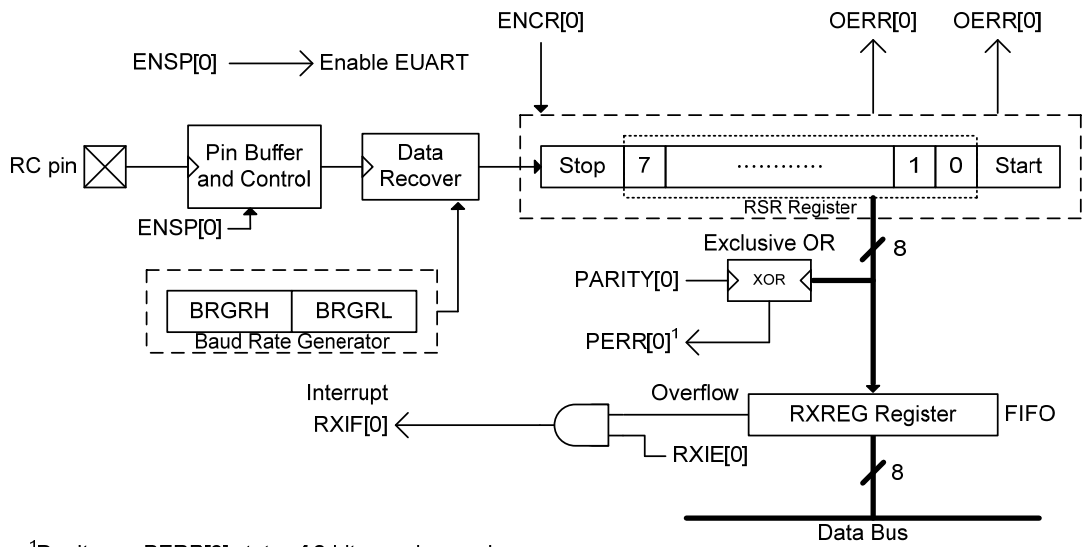 ENCR[0]
OERR[0]
OERR[0]
ENSP[0]
Enable EUART
RC pin
Pin Buffer
and Control
Data
Recover
Stop
7
............
1
0
Start
RSR Register
ENSP[0]
8
Exclusive OR
PARITY[0]
XOR
BRGRH
BRGRL
Baud Rate Generator
PERR[0]¹
Interrupt
RXIF[0]
Overflow
RXREG Register
FIFO
RXIE[0]
8
Data Bus